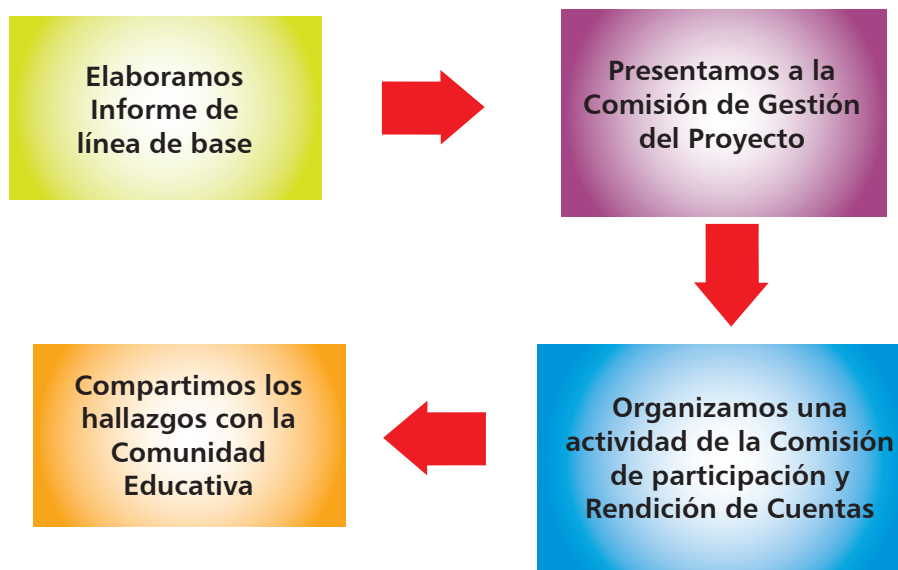 Elaboramos
Informe de
línea de base
Presentamos a la
Comisión de Gestión
del Proyecto
Organizamos una
actividad de la Comisión
de participación y
Rendición de Cuentas
Compartimos los
hallazgos con la
Comunidad
Educativa